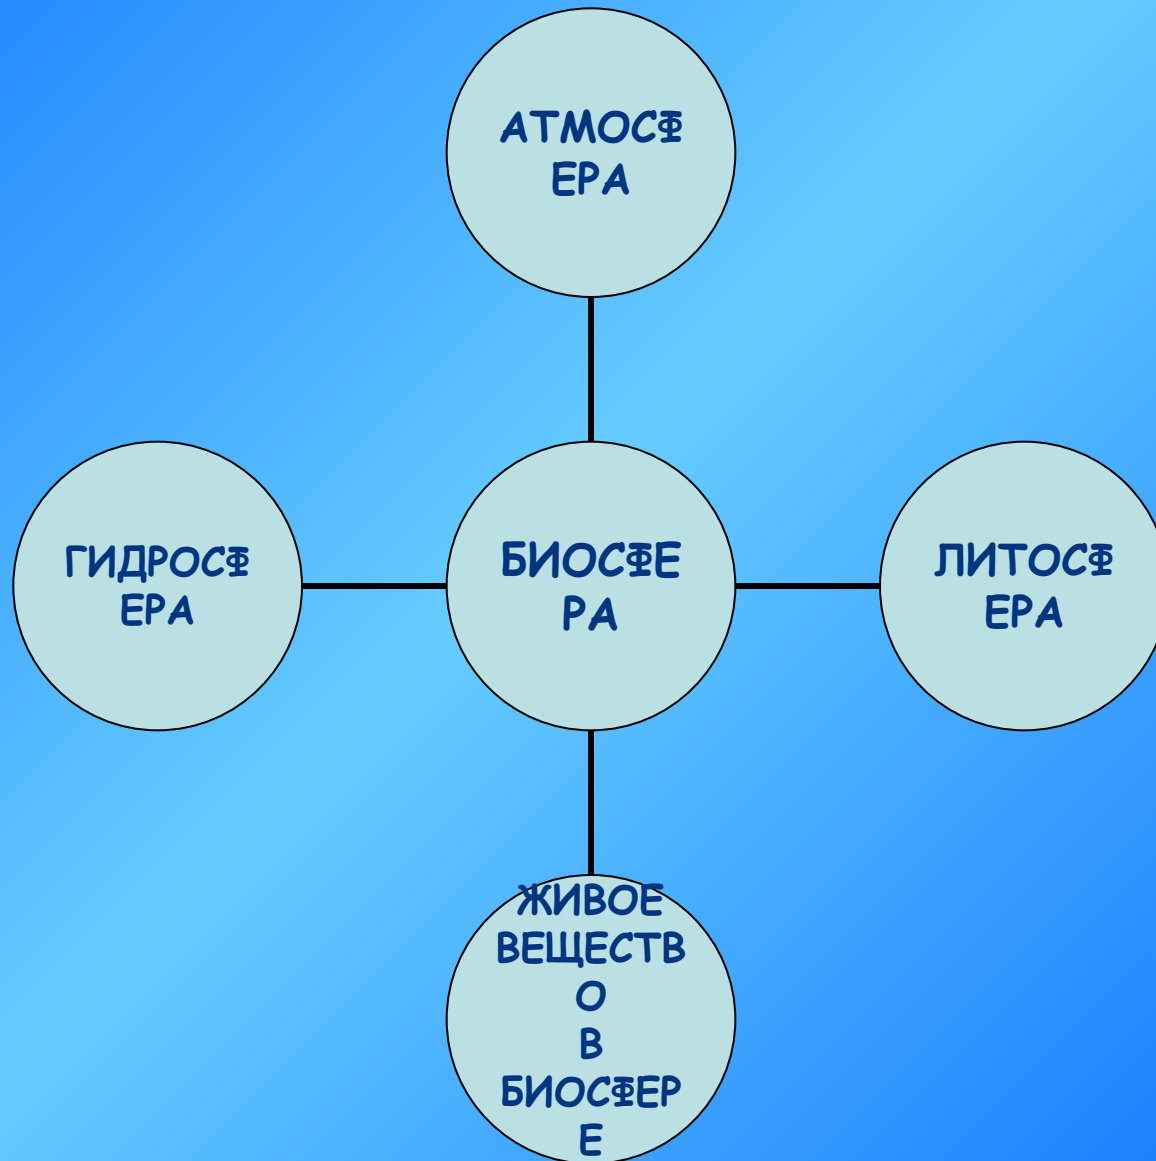 АТМОСФ
ЕРА
ГИДРОСФ
ЕРА
БИОСФЕ
РА
ЛИТОСФ
ЕРА
ЖИВОЕ
ВЕЩЕСТВ
О
В
БИОСФЕР
Е